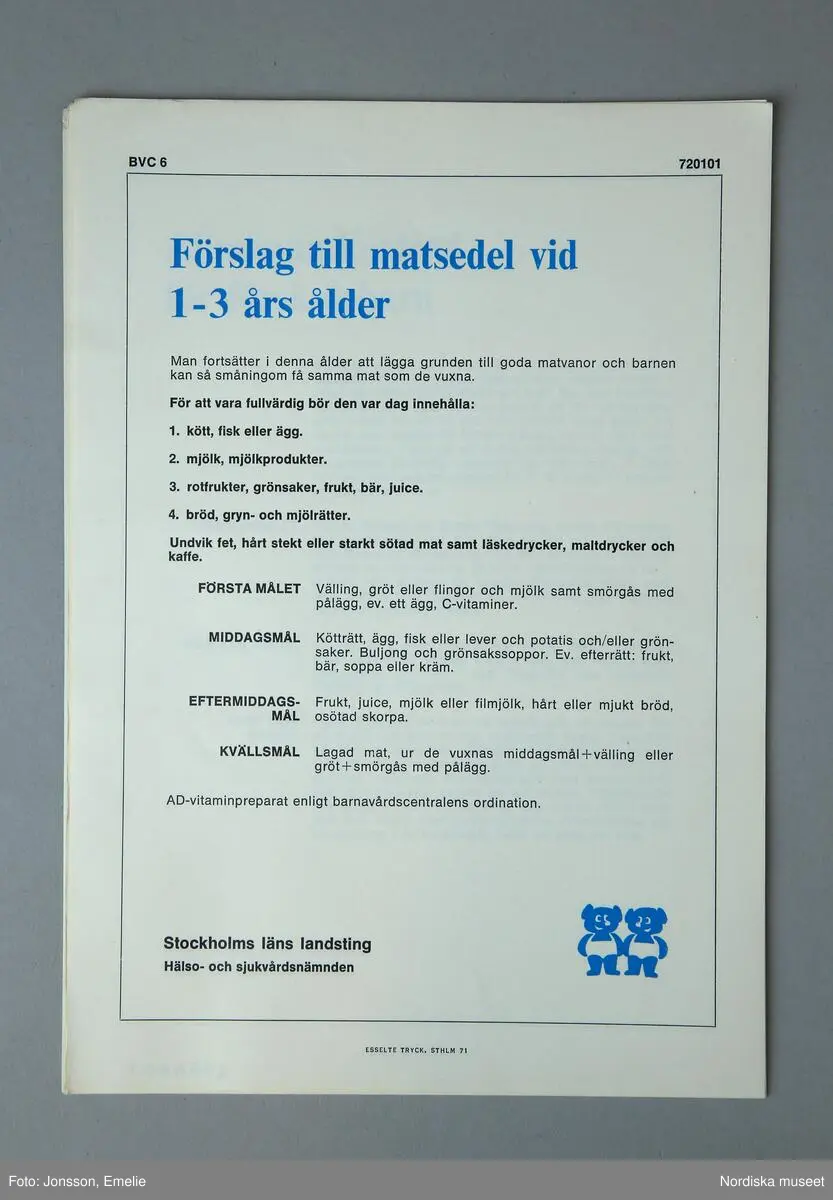 BVC 6
720101
Förslag till matsedel vid
1-3 års ålder
Man fortsätter i denna ålder att lägga grunden till goda matvanor och barnen
kan så småningom få samma mat som de vuxna.
För att vara fullvärdig bör den var dag innehålla:
1. kött, fisk eller ägg.
2. mjölk, mjölkprodukter.
3. rotfrukter, grönsaker, frukt, bär, juice.
4. bröd, gryn- och mjölrätter.
Undvik fet, hårt stekt eller starkt sötad mat samt läskedrycker, maltdrycker och
kaffe.
FÖRSTA MÅLET Välling, gröt eller flingor och mjölk samt smörgås med
pålägg, ev. ett ägg, C-vitaminer.
MIDDAGSMÅL Kötträtt, ägg, fisk eller lever och potatis och/eller grön-
saker. Buljong och grönsakssoppor. Ev. efterrätt: frukt,
bär, soppa eller kräm.
EFTERMIDDAGS- Frukt, juice, mjölk eller filmjölk, hårt eller mjukt bröd,
MÅL osötad skorpa.
KVÄLLSMÅL Lagad mat, ur de vuxnas middagsmål+välling eller
gröt+smörgås med pålägg.
AD-vitaminpreparat enligt barnavårdscentralens ordination.
Stockholms läns landsting
Hälso- och sjukvårdsnämnden
ESSELTE TRYCK, STHLM 71
Foto: Jonsson, Emelie
Nordiska museet